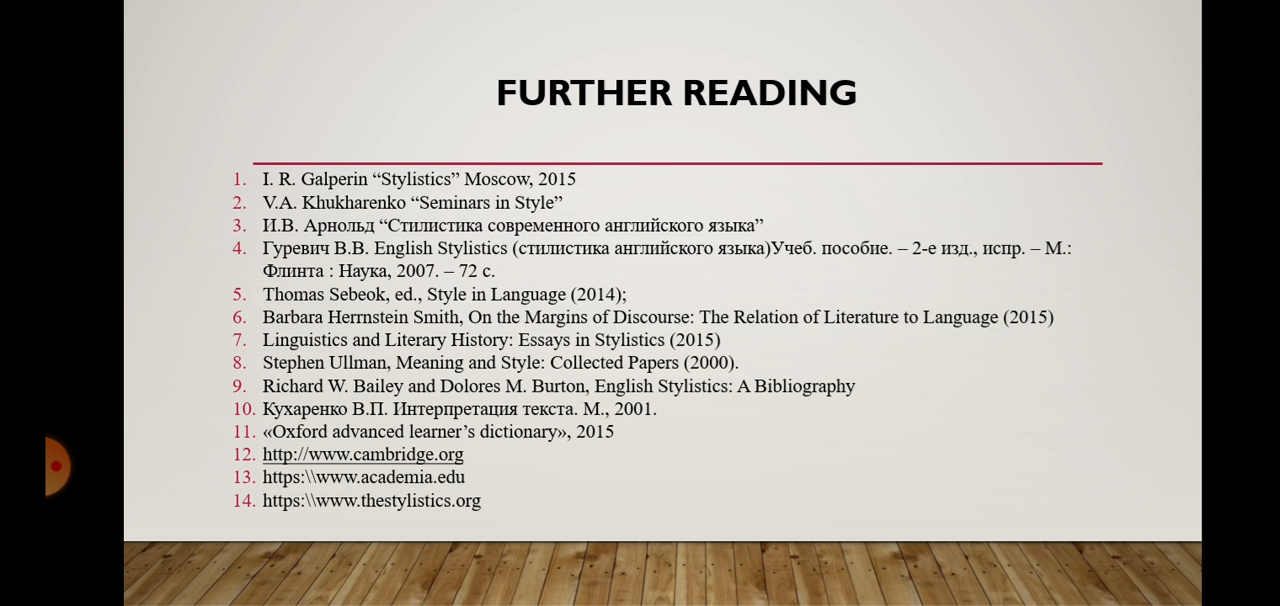 FURTHER READING
1. I. R. Galperin “Stylistics” Moscow, 2015
2. V.A. Khukharenko “Seminars in Style”
3. И.В. Арнольд “Стилистика современного английского языка”
4. Гуревич В.В. English Stylistics (стилистика английского языка)Учеб. пособие. – 2-е изд., испр. – М.:
Флинта : Наука, 2007. – 72 с.
5. Thomas Sebeok, ed., Style in Language (2014);
6. Barbara Herrnstein Smith, On the Margins of Discourse: The Relation of Literature to Language (2015)
7. Linguistics and Literary History: Essays in Stylistics (2015)
8. Stephen Ullman, Meaning and Style: Collected Papers (2000).
9. Richard W. Bailey and Dolores M. Burton, English Stylistics: A Bibliography
10. Кухаренко В.П. Интерпретация текста. М., 2001.
11. «Oxford advanced learner’s dictionary», 2015
12. http://www.cambridge.org
13. https:\\www.academia.edu
14. https:\\www.thestylistics.org